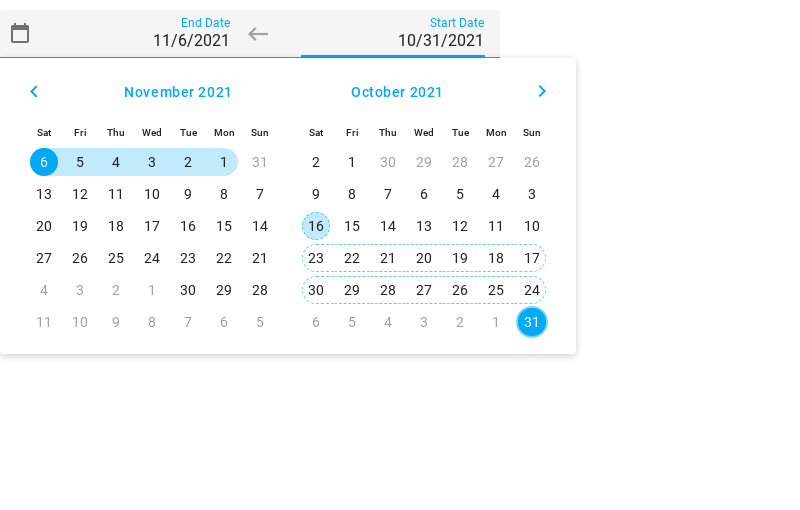 End Date Start Date
11/6/2021 10/31/2021
November 2021 October 2021
Sat Fri Thu Wed Tue Mon Sun Sat Fri Thu Wed Tue Mon Sun
6 5 4 3 2 1 31 2 1 30 29 28 27 26
13 12 11 10 9 8 7 9 8 7 6 5 4 3
20 19 18 17 16 15 14 16 15 14 13 12 11 10
27 26 25 24 23 22 21 23 22 21 20 19 18 17
4 3 2 1 30 29 28 30 29 28 27 26 25 24
11 10 9 8 7 6 5 6 5 4 3 2 1 31